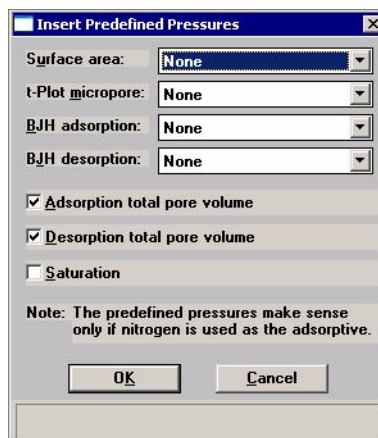 Insert Predefined Pressures
Surface area: None
t-Plot micropore: None
BJH adsorption: None
BJH desorption: None
Adsorption total pore volume
Desorption total pore volume
Saturation
Note: The predefined pressures make sense
only if nitrogen is used as the adsorptive.
OK Cancel